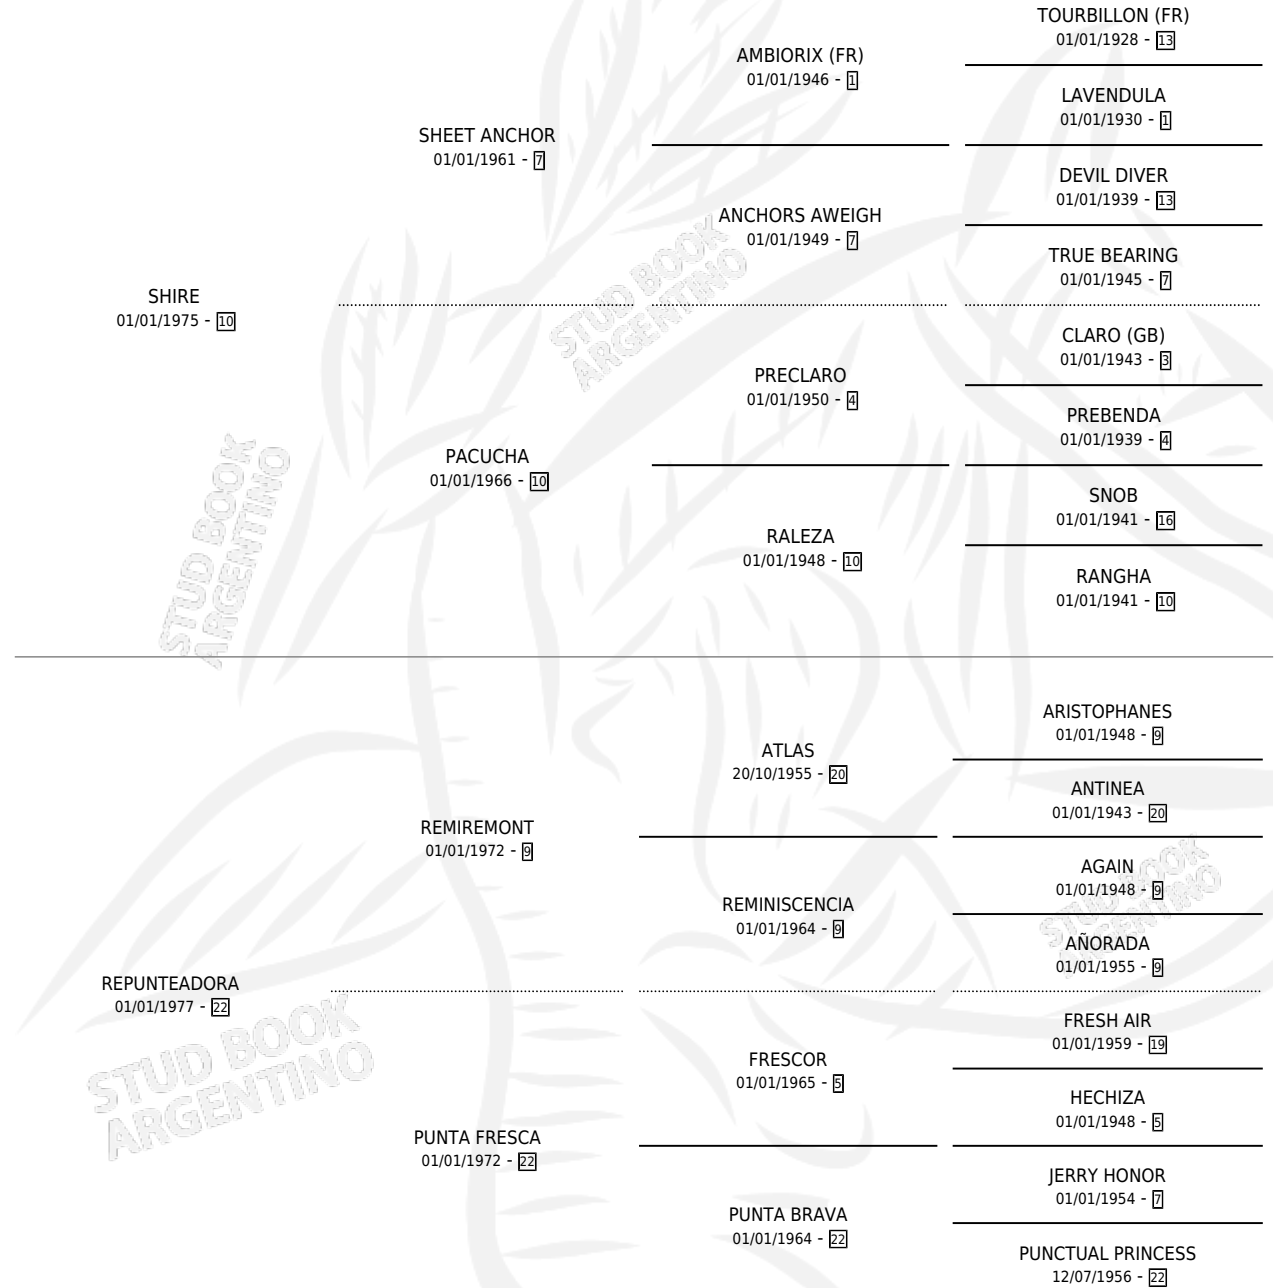 TOURBILLON (FR)
01/01/1928 - 13
AMBIORIX (FR)
01/01/1946 - 1
LAVENDULA
01/01/1930 - 1
SHEET ANCHOR
01/01/1961 - 7
DEVIL DIVER
01/01/1939 - 13
ANCHORS AWEIGH
01/01/1949 - 7
TRUE BEARING
01/01/1945 - 7
SHIRE
01/01/1975 - 10
STUD BOOK
ARGENTINO
CLARO (GB)
01/01/1943 - 3
PRECLARO
01/01/1950 - 4
PREBENDA
01/01/1939 - 4
PACUCHA
01/01/1966 - 10
SNOB
01/01/1941 - 16
RALEZA
01/01/1948 - 10
RANGHA
01/01/1941 - 10
STUD BOOK
ARGENTINO
ARISTOPHANES
01/01/1948 - 9
ATLAS
20/10/1955 - 20
ANTINEA
01/01/1943 - 20
REMIREMONT
01/01/1972 - 9
AGAIN
01/01/1948 - 9
REMINISCENCIA
01/01/1964 - 9
AÑORADA
01/01/1955 - 9
STUD BOOK
ARGENTINO
REPUNTEADORA
01/01/1977 - 22
FRESH AIR
01/01/1959 - 19
FRESCOR
01/01/1965 - 5
HECHIZA
01/01/1948 - 5
STUD BOOK
ARGENTINO
PUNTA FRESCA
01/01/1972 - 22
JERRY HONOR
01/01/1954 - 7
PUNTA BRAVA
01/01/1964 - 22
PUNCTUAL PRINCESS
12/07/1956 - 22